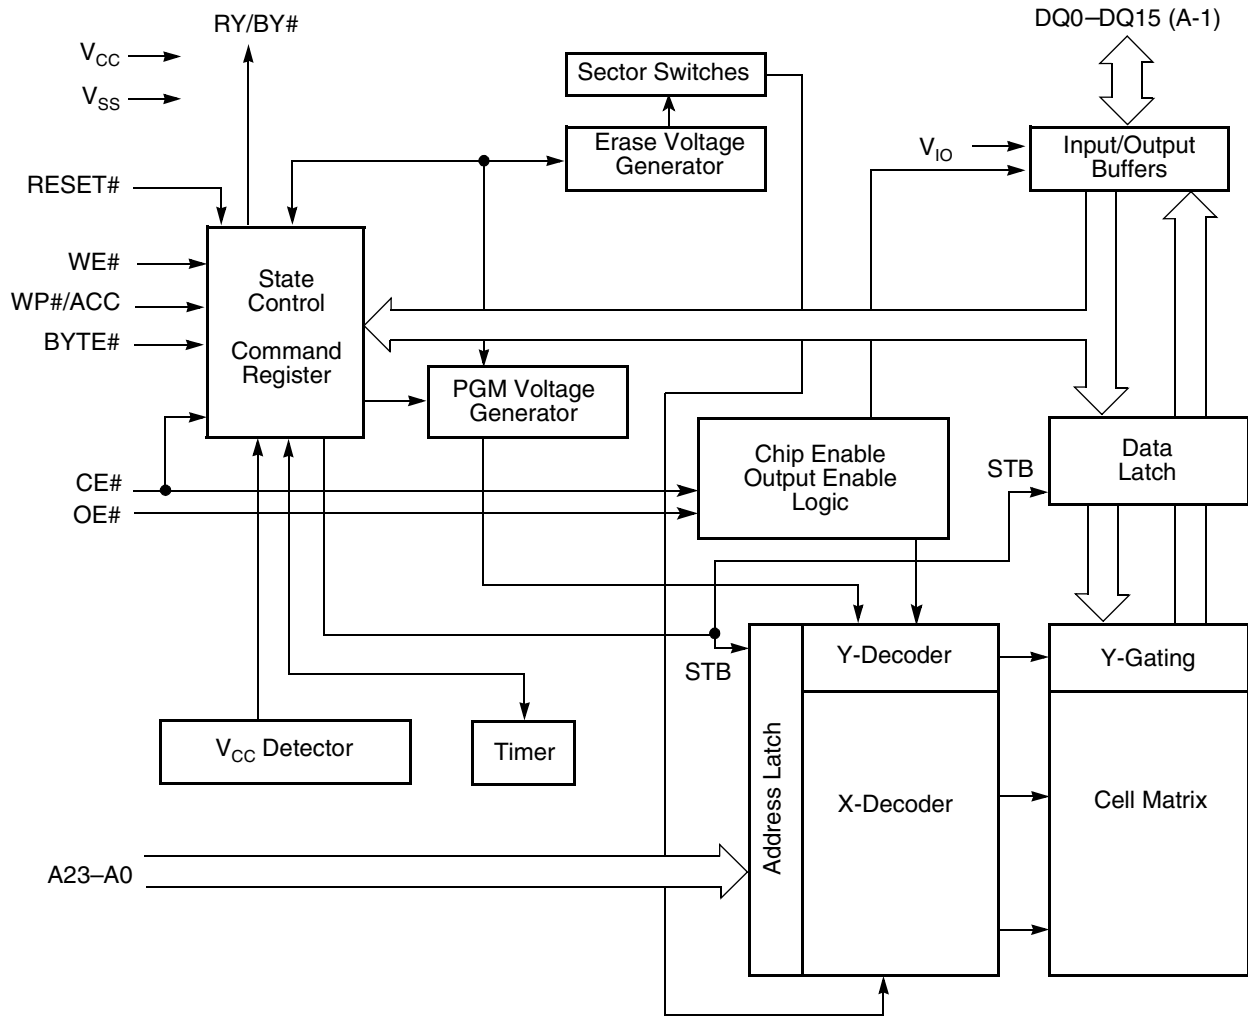 RY/BY#
DQ0–DQ15 (A-1)
VCC
VSS
Sector Switches
Erase Voltage
Generator
VIO
Input/Output
Buffers
RESET#
WE#
WP#/ACC
BYTE#
State
Control
Command
Register
PGM Voltage
Generator
CE#
OE#
Chip Enable
Output Enable
Logic
STB
Data
Latch
STB
Y-Decoder
Y-Gating
VCC Detector
Timer
Address Latch
X-Decoder
Cell Matrix
A23–A0